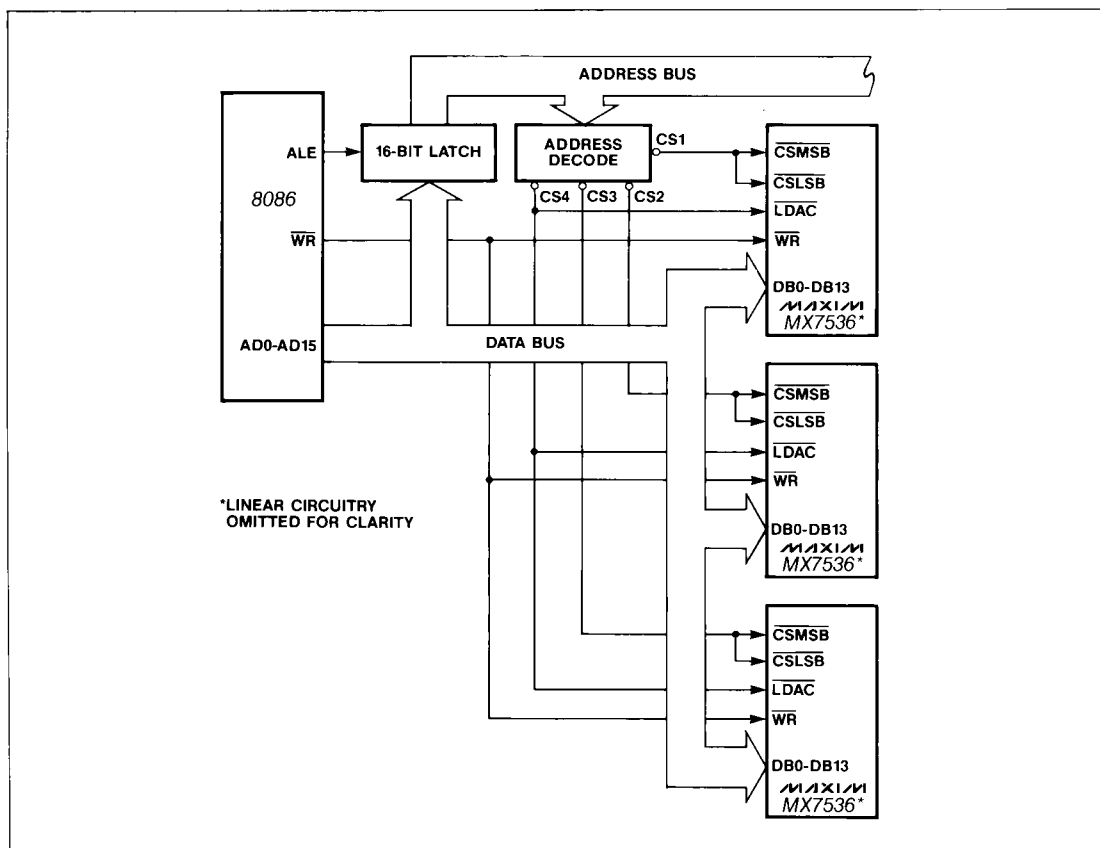 ADDRESS BUS
8086
ALE
WR
AD0-AD15
16-BIT LATCH
ADDRESS
DECODE
CS1
CS4
CS3
CS2
DATA BUS
CSMSB
CSLSB
LDAC
WR
DB0-DB13
MAXIM
MX7536*
CSMSB
CSLSB
LDAC
WR
DB0-DB13
MAXIM
MX7536*
CSMSB
CSLSB
LDAC
WR
DB0-DB13
MAXIM
MX7536*
*LINEAR CIRCUITRY
OMITTED FOR CLARITY